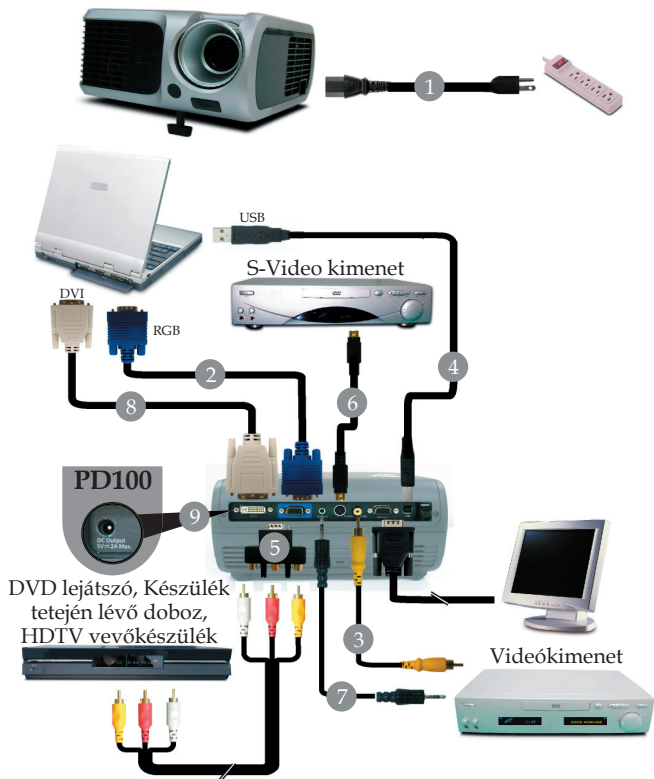 1
USB
S-Video kimenet
DVI
RGB
2
4
6
8
PD100
9
DC Output
5V⎓2A Max.
5
DVD lejátszó, Készülék
tetején lévő doboz,
HDTV vevőkészülék
3
Videókimenet
7